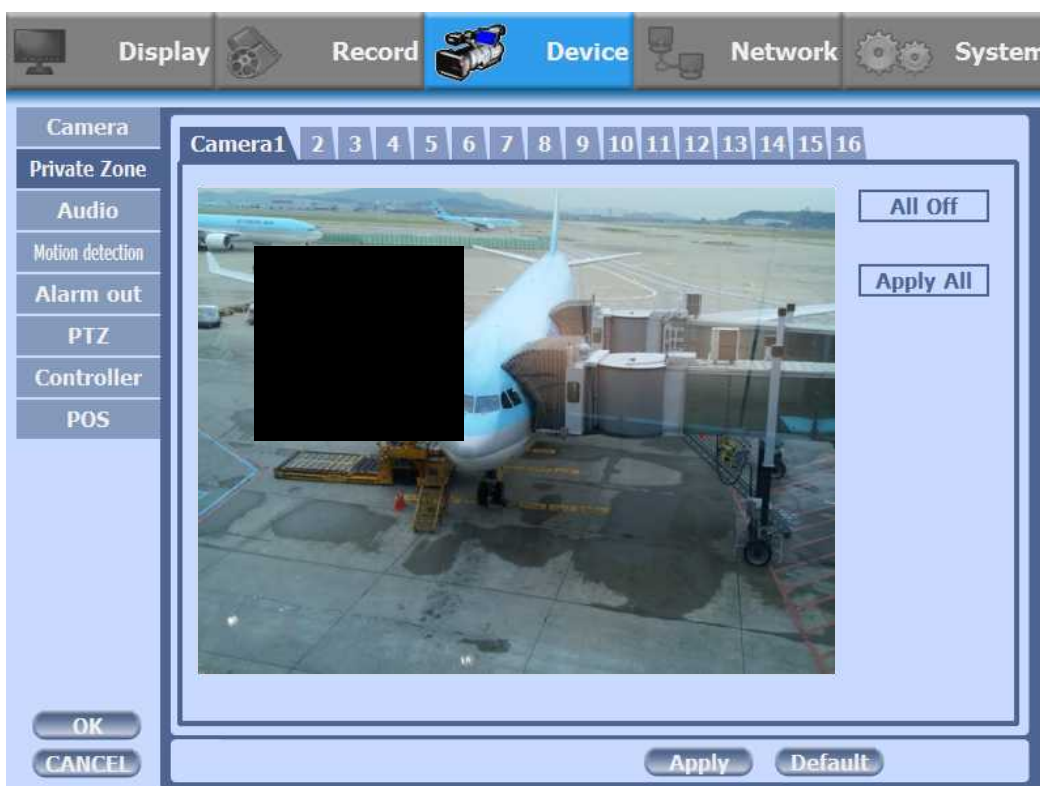 Display Record Device Network System
Camera
Private Zone
Audio
Motion detection
Alarm out
PTZ
Controller
POS
OK
CANCEL
Camera1 2 3 4 5 6 7 8 9 10 11 12 13 14 15 16
All Off
Apply All
Apply Default